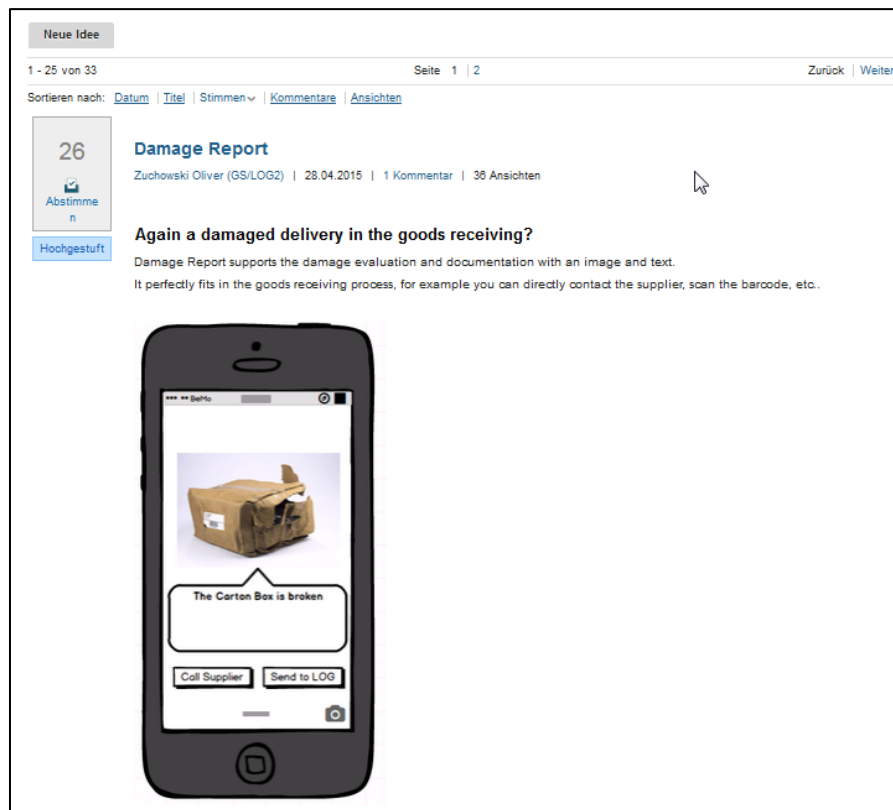 Neue Idee
1 - 25 von 33 Seite 1 | 2 Zurück | Weiter
Sortieren nach: Datum | Titel | Stimmen | Kommentare | Ansichten
26
Abstimme
n
Hochgestuft
Damage Report
Zuchowski Oliver (GS/LOG2) | 28.04.2015 | 1 Kommentar | 36 Ansichten
Again a damaged delivery in the goods receiving?
Damage Report supports the damage evaluation and documentation with an image and text.
It perfectly fits in the goods receiving process, for example you can directly contact the supplier, scan the barcode, etc..
*** ** BeMo
The Carton Box is broken
Call Supplier Send to LOG